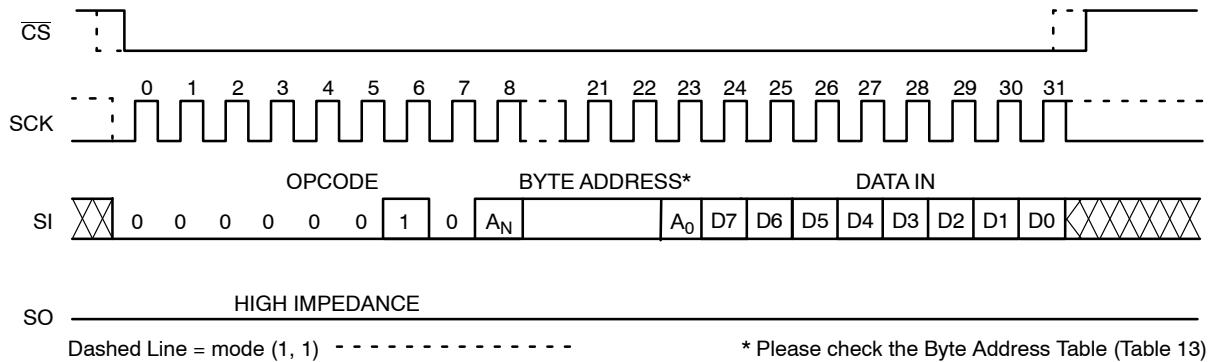 CS
0 1 2 3 4 5 6 7 8 21 22 23 24 25 26 27 28 29 30 31
SCK
OPCODE BYTE ADDRESS* DATA IN
SI 0 0 0 0 0 0 1 0 AN A0 D7 D6 D5 D4 D3 D2 D1 D0
HIGH IMPEDANCE
SO
Dashed Line = mode (1, 1) * Please check the Byte Address Table (Table 13)